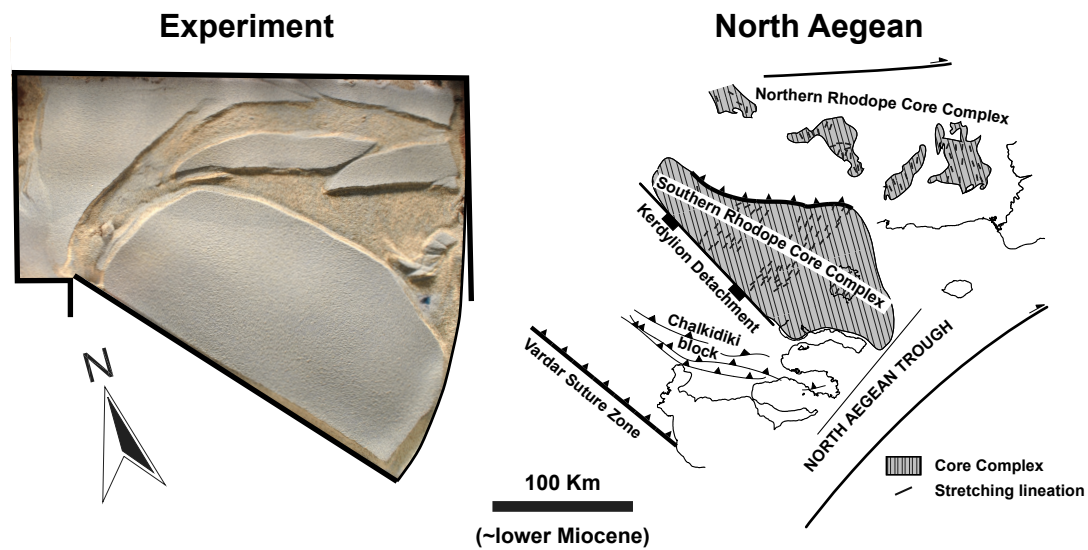 Experiment
North Aegean
Northern Rhodope Core Complex
Southern Rhodope Core Complex
Kerdylion Detachment
Chalkidiki
block
Vardar Suture Zone
NORTH AEGEAN TROUGH
N
100 Km
(~lower Miocene)
Core Complex
Stretching lineation